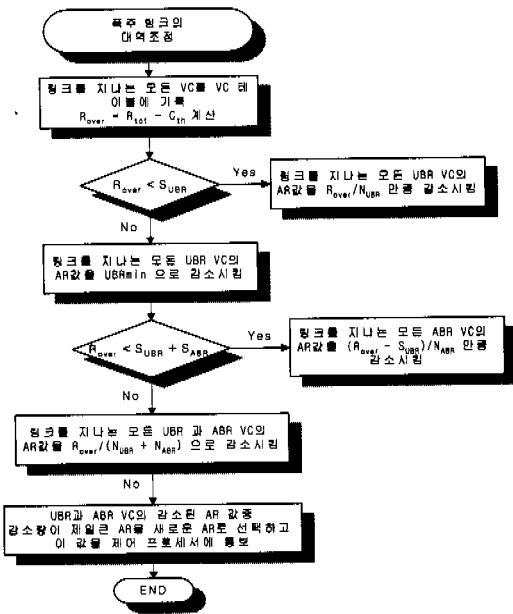 폭주 링크의
대역조정
링크를 지나는 모든 VC를 VC 테
이블에 기록
R_over = R_tot - C_th 계산
R_over < S_UBR
Yes
링크를 지나는 모든 UBR VC의
AR값을 R_over/N_UBR 만큼 감소시킴
No
링크를 지나는 모든 UBR VC의
AR값을 UBRmin 으로 감소시킴
R_over < S_UBR + S_ABR
Yes
링크를 지나는 모든 ABR VC의
AR값을 (R_over - S_UBR)/N_ABR 만큼
감소시킴
No
링크를 지나는 모든 UBR 과 ABR VC의
AR값을 R_over/(N_UBR + N_ABR) 으로 감소시킴
No
UBR과 ABR VC의 감소된 AR 값중
감소량이 제일큰 AR을 새로운 AR로 선택하고
이 값을 제어 프로세서에 통보
END